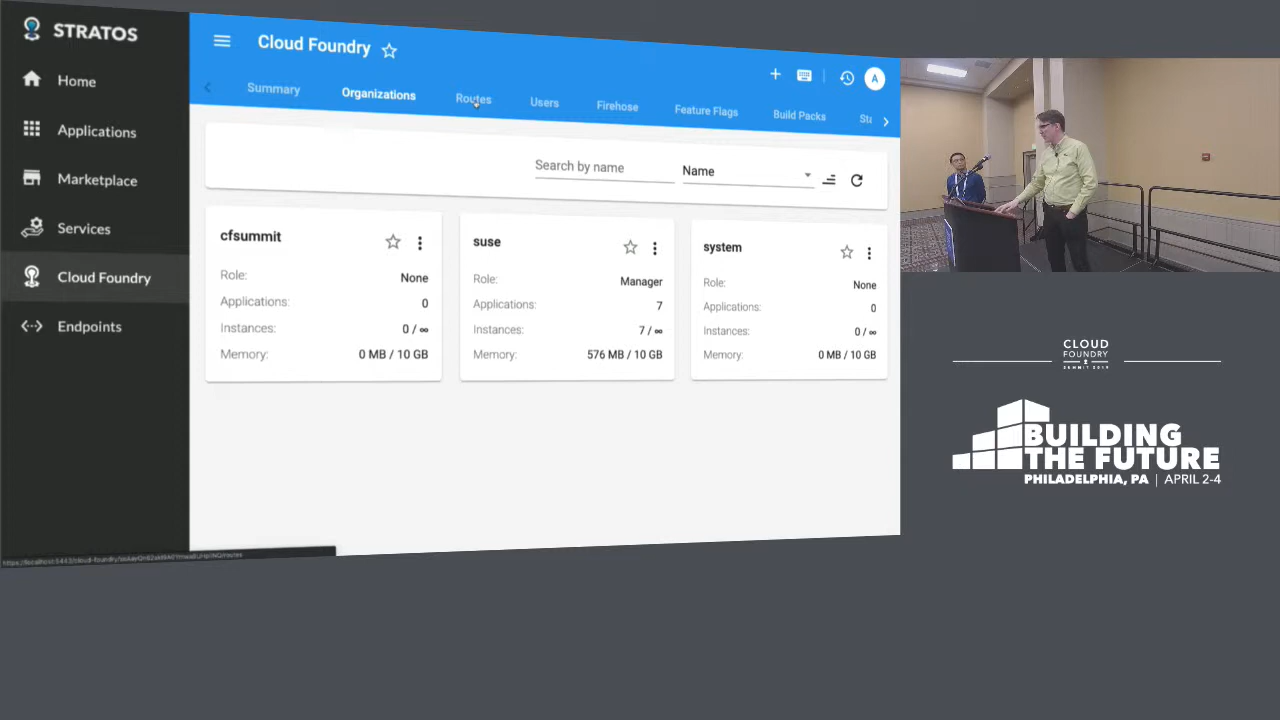 STRATOS
Home
Applications
Marketplace
Services
Cloud Foundry
Endpoints
Cloud Foundry
A
Summary
Organizations
Routes
Users
Firehose
Feature Flags
Build Packs
Search by name
Name
cfsummit
Role: None
Applications: 0
Instances: 0 / ∞
Memory: 0 MB / 10 GB
suse
Role: Manager
Applications: 7
Instances: 7 / ∞
Memory: 576 MB / 10 GB
system
Role: None
Applications: 0
Instances: 0 / ∞
Memory: 0 MB / 10 GB
CLOUD
FOUNDRY
SUMMIT 2019
BUILDING
THE FUTURE
PHILADELPHIA, PA | APRIL 2-4